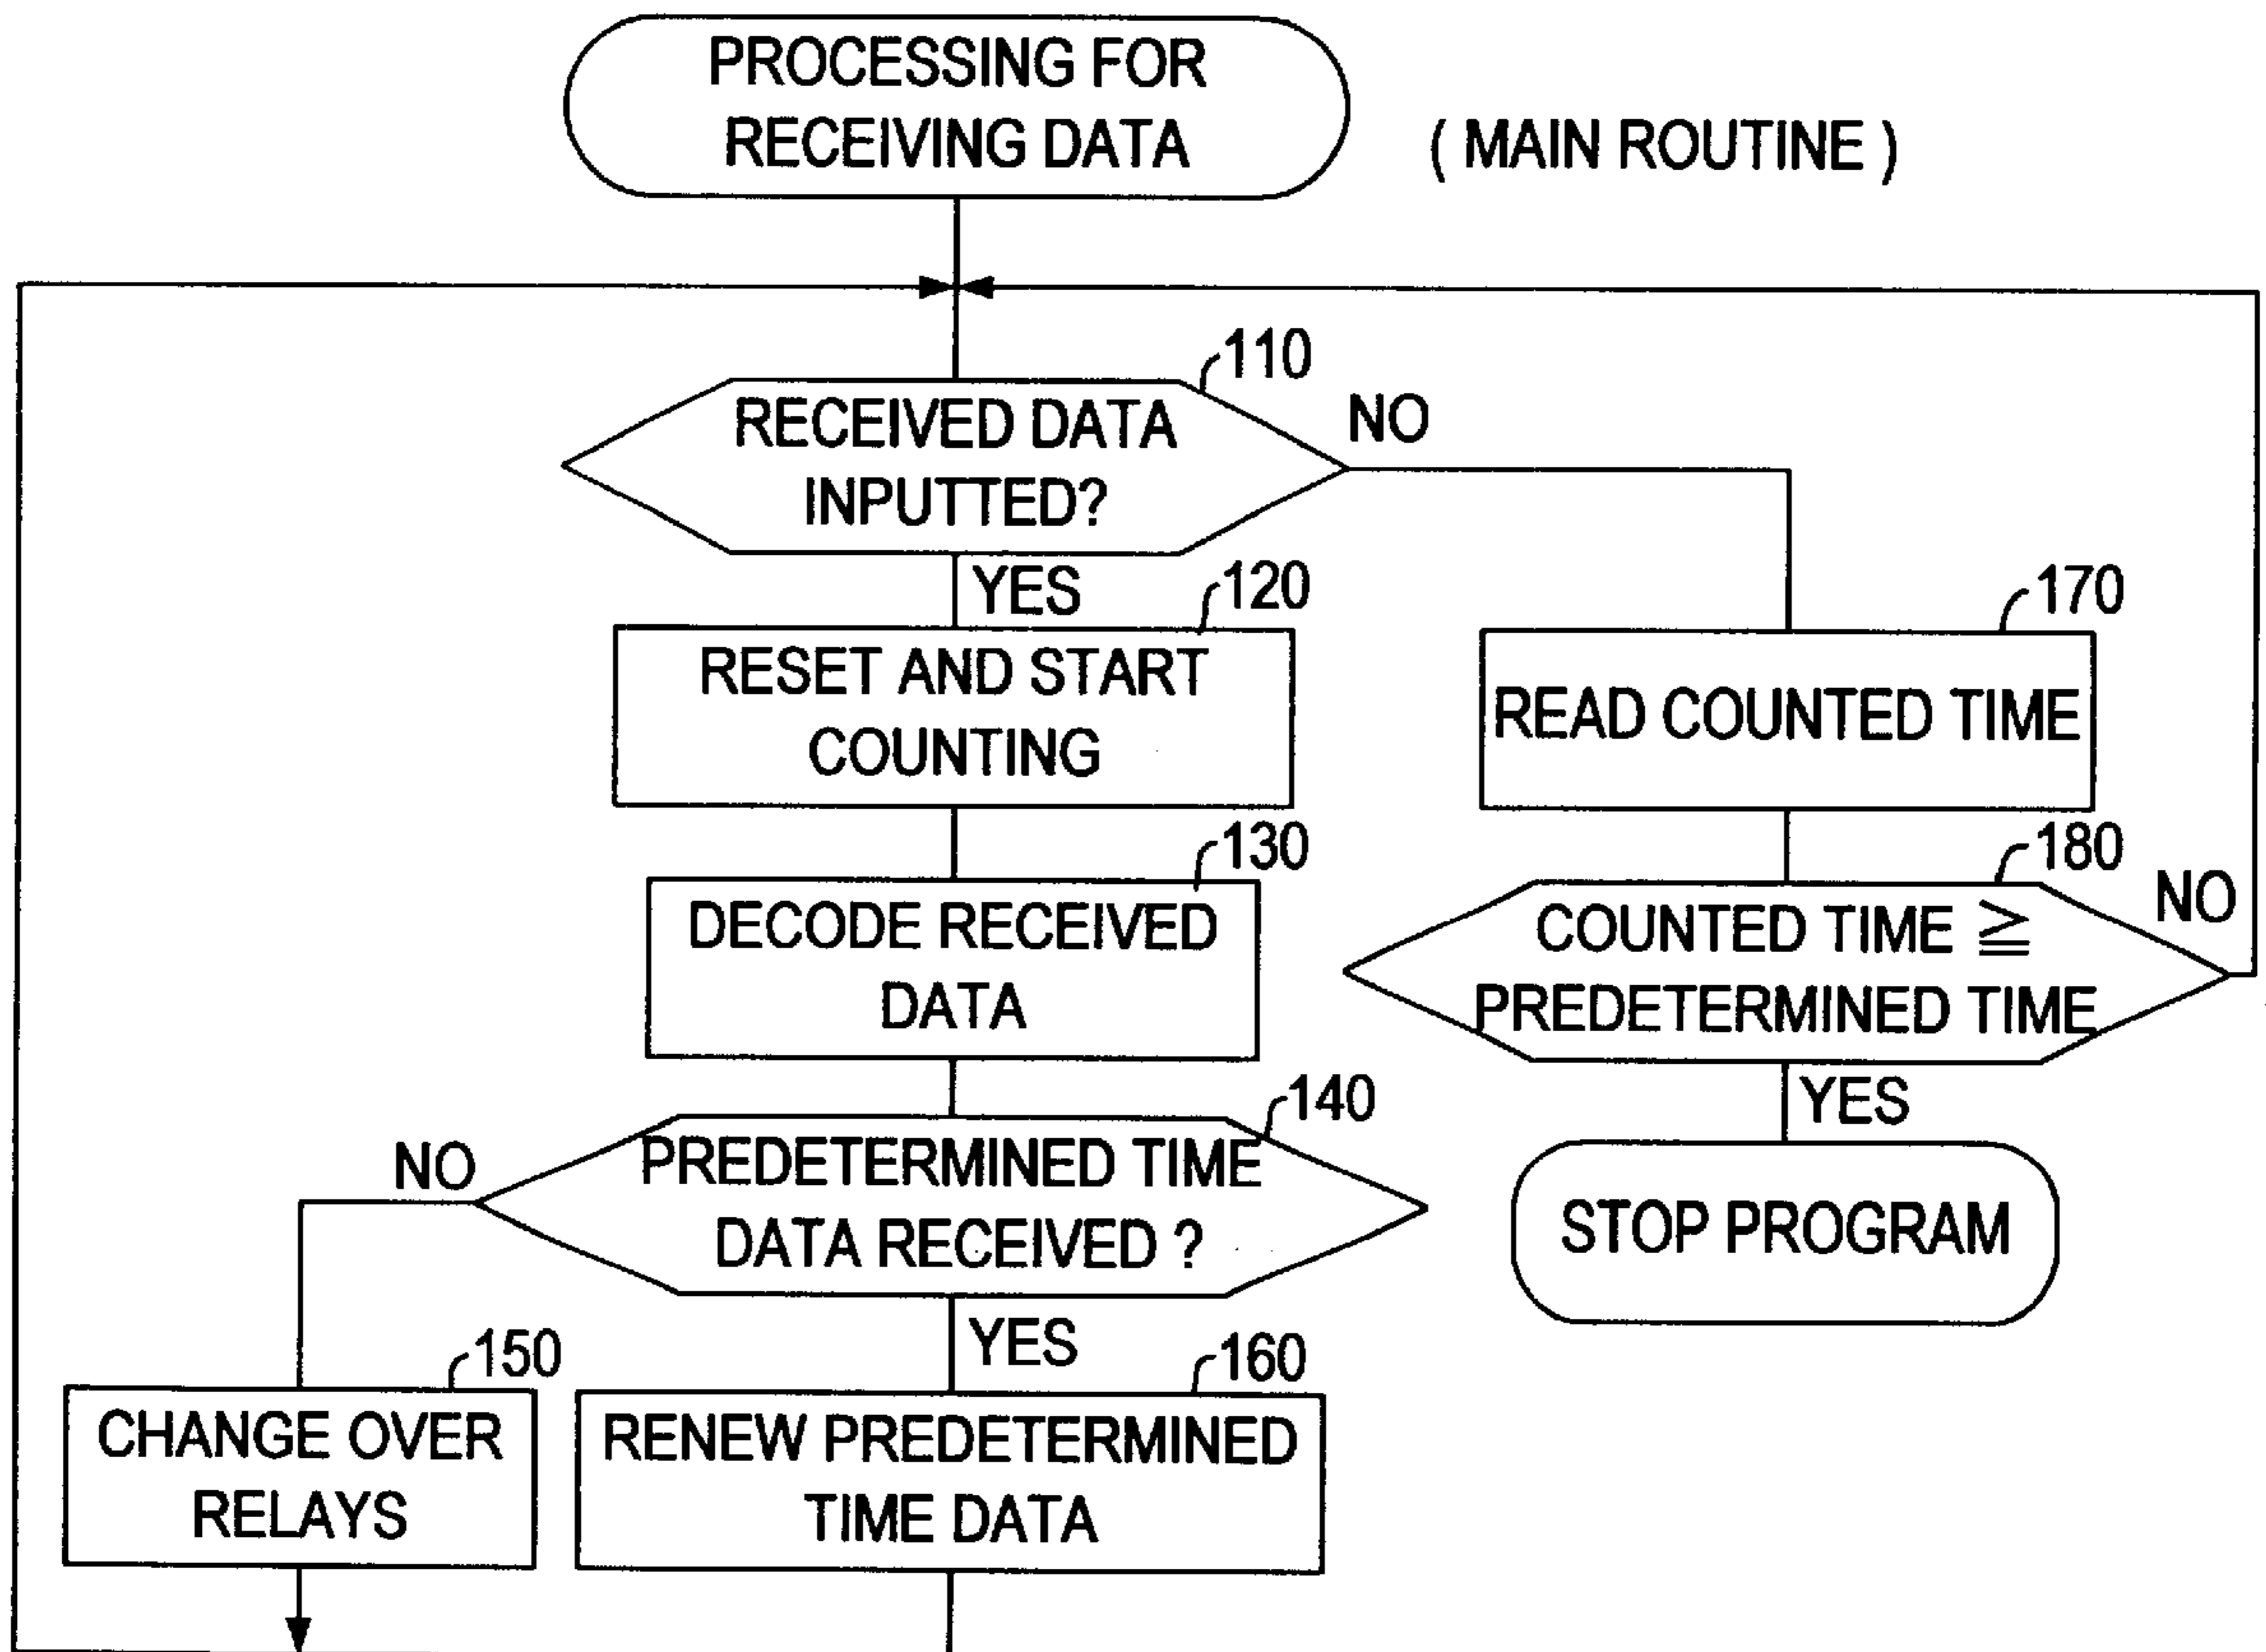 PROCESSING FOR
RECEIVING DATA
( MAIN ROUTINE )
110
RECEIVED DATA
INPUTTED?
NO
YES
120
RESET AND START
COUNTING
170
READ COUNTED TIME
130
DECODE RECEIVED
DATA
180
COUNTED TIME ≧
PREDETERMINED TIME
NO
YES
STOP PROGRAM
140
PREDETERMINED TIME
DATA RECEIVED ?
NO
YES
150
CHANGE OVER
RELAYS
160
RENEW PREDETERMINED
TIME DATA